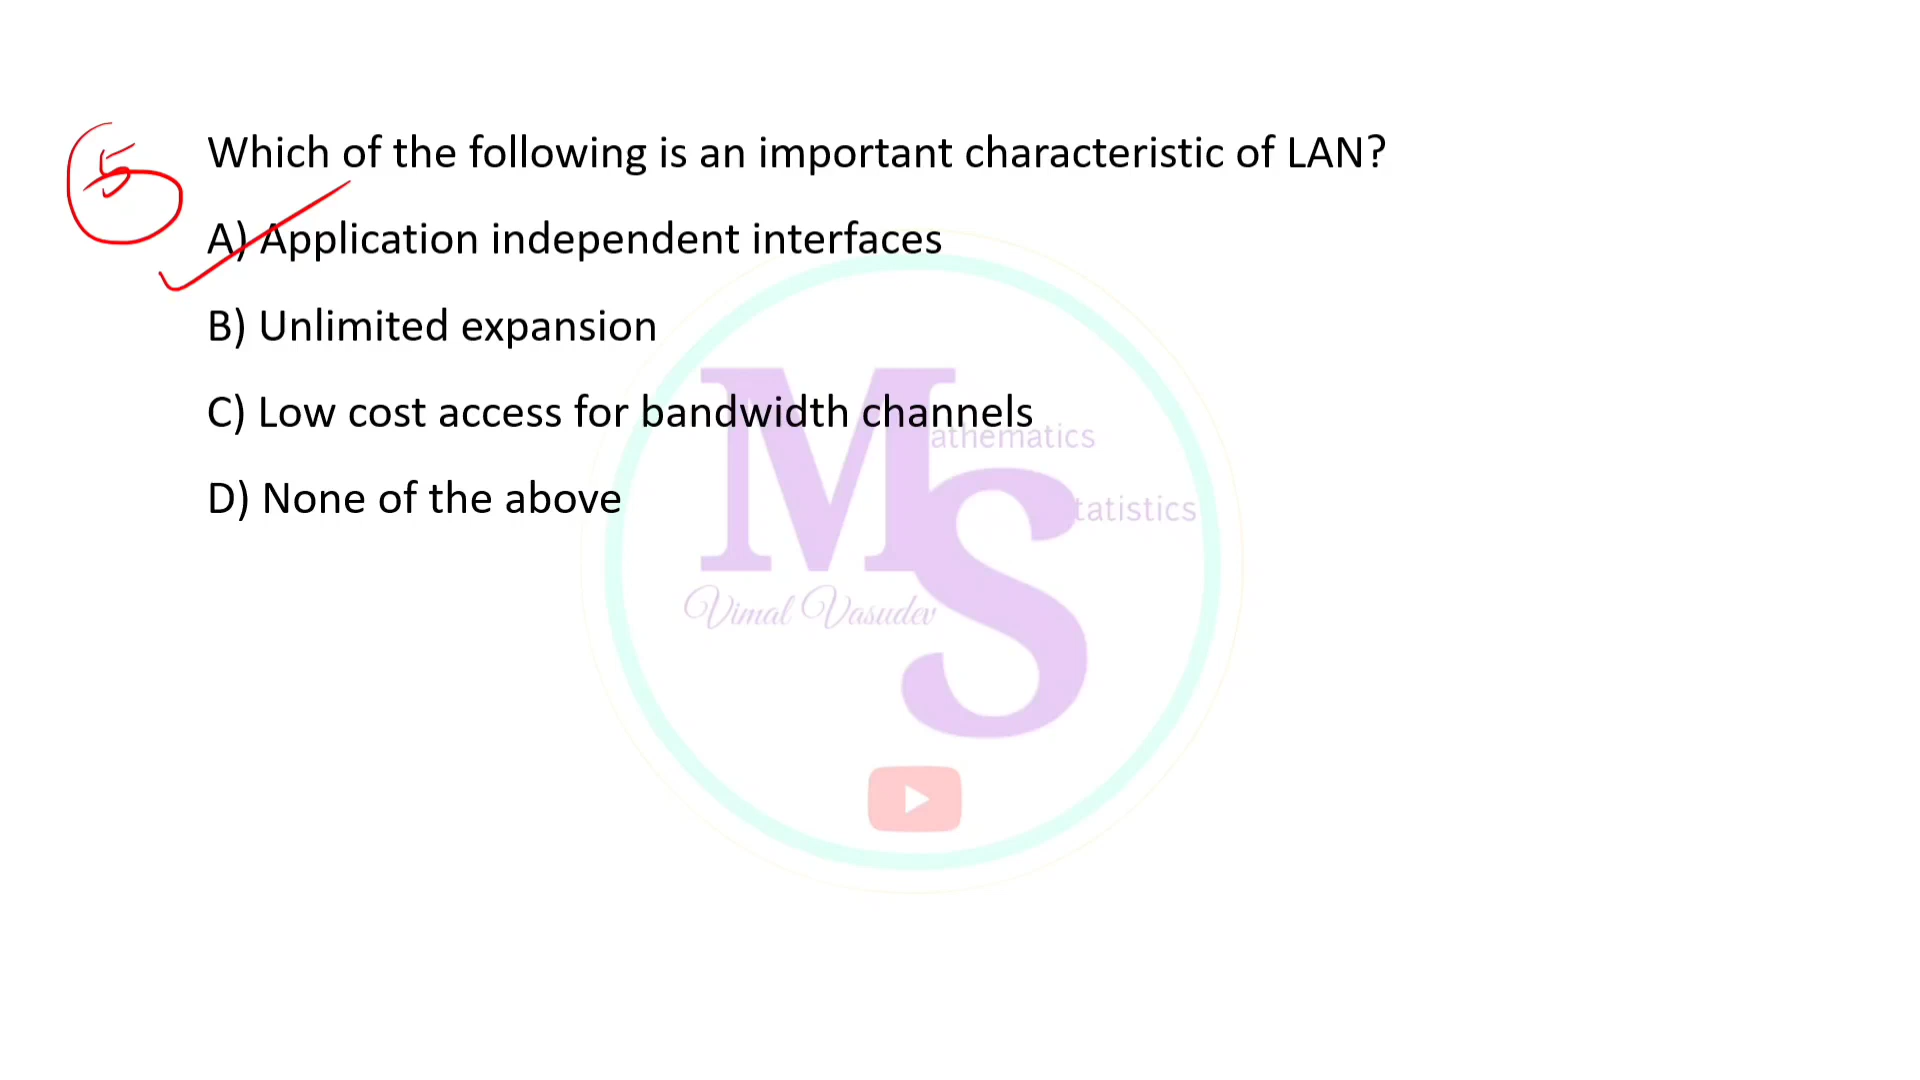 5
Which of the following is an important characteristic of LAN?
A) Application independent interfaces
B) Unlimited expansion
C) Low cost access for bandwidth channels
athematics
D) None of the above
tatistics
MS
Vimal Vasudev